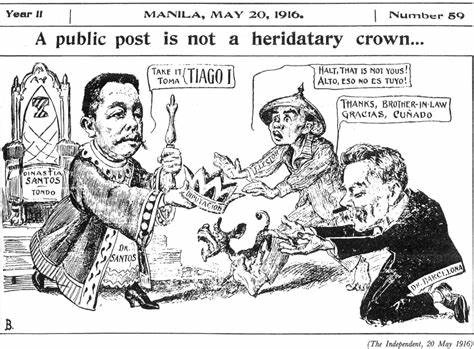 Year II MANILA, MAY 20, 1916. Number 59
A public post is not a heridatary crown...
TAKE IT
TOMA
TIAGO I
HALT, THAT IS NOT YOUS!
ALTO, ESO NO ES TUYO!
THANKS, BROTHER-IN-LAW
GRACIAS, CUÑADO
Z
DINASTIA
SANTOS
TONDO
DIPUTACION
DR.
SANTOS
DR. BARCELONA
B.
(The Independent, 20 May 1916)